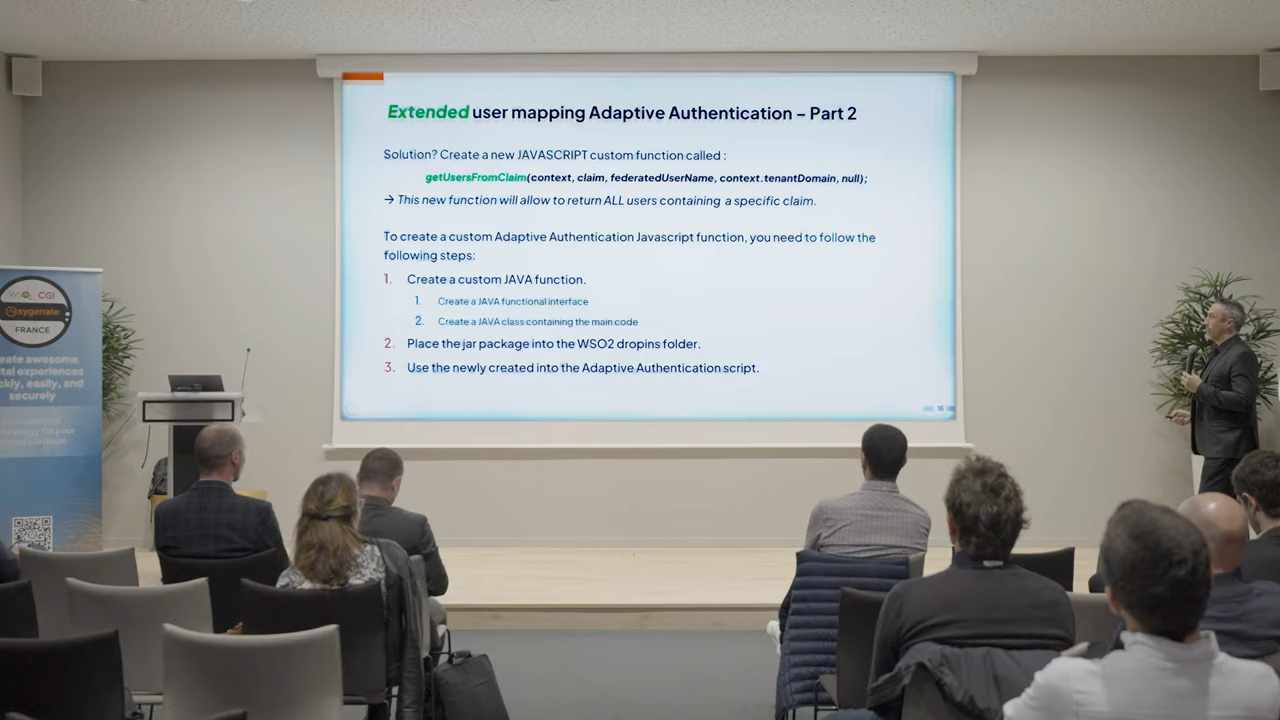 Extended user mapping Adaptive Authentication – Part 2
Solution? Create a new JAVASCRIPT custom function called :
getUsersFromClaim(context, claim, federatedUserName, context.tenantDomain, null);
→ This new function will allow to return ALL users containing a specific claim.
To create a custom Adaptive Authentication Javascript function, you need to follow the
following steps:
1. Create a custom JAVA function.
1. Create a JAVA functional interface
2. Create a JAVA class containing the main code
2. Place the jar package into the WSO2 dropins folder.
3. Use the newly created into the Adaptive Authentication script.
WSO2 CGI
Oxygenate
FRANCE
eate awesome
ital experiences
ckly, easily, and
securely